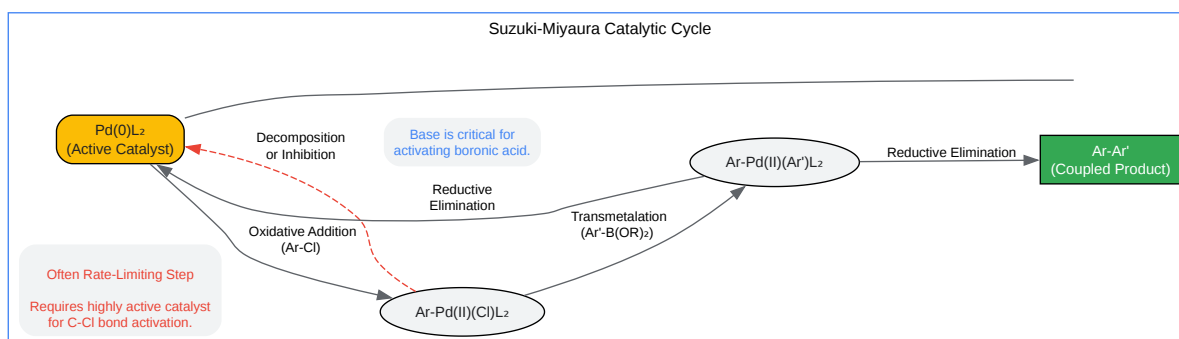 Suzuki-Miyaura Catalytic Cycle
Pd(0)L₂
(Active Catalyst)
Decomposition
or Inhibition
Base is critical for
activating boronic acid.
Ar-Pd(II)(Ar')L₂
Reductive Elimination
Ar-Ar'
(Coupled Product)
Reductive
Elimination
Transmetalation
(Ar'-B(OR)₂)
Oxidative Addition
(Ar-Cl)
Often Rate-Limiting Step
Requires highly active catalyst
for C-Cl bond activation.
Ar-Pd(II)(Cl)L₂